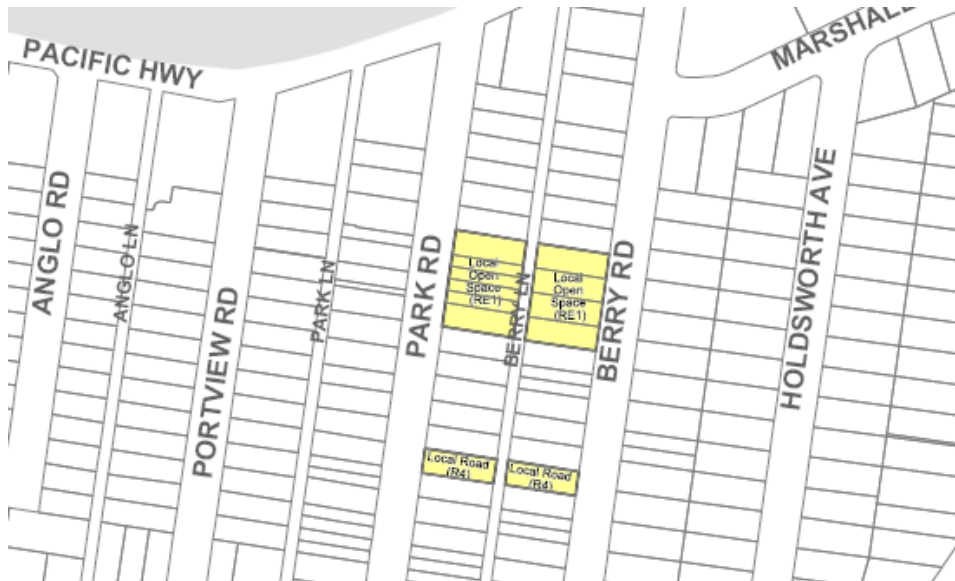 PACIFIC HWY
MARSHALL
ANGLO RD
ANGLO LN
PORTVIEW RD
PARK LN
PARK RD
Local
Open
Space
(RE1)
BERRY LN
Local
Open
Space
(RE1)
BERRY RD
HOLDSWORTH AVE
Local Road
(R4)
Local Road
(R4)